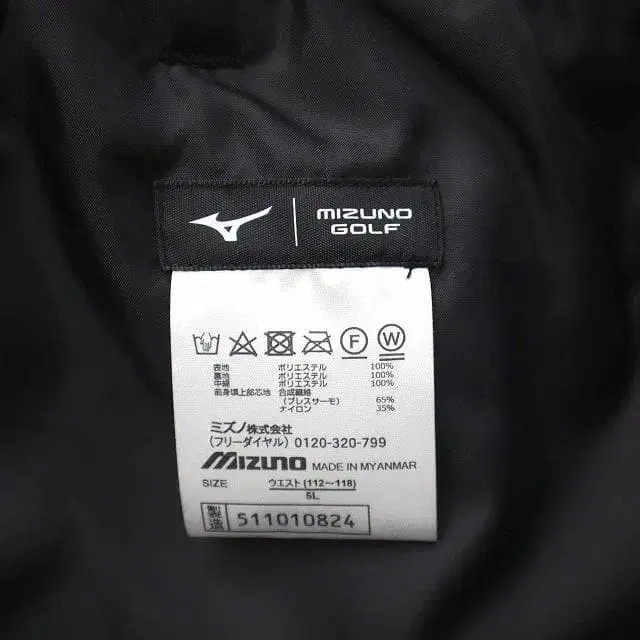 MIZUNO
GOLF
F
W
表地 ポリエステル 100%
裏地 ポリエステル 100%
中綿 ポリエステル 100%
前身頃上部芯地 合成繊維
(ブレスサーモ) 65%
ナイロン 35%
ミズノ株式会社
(フリーダイヤル) 0120-320-799
MIZUNO MADE IN MYANMAR
SIZE ウエスト(112～118)
5L
製造 511010824